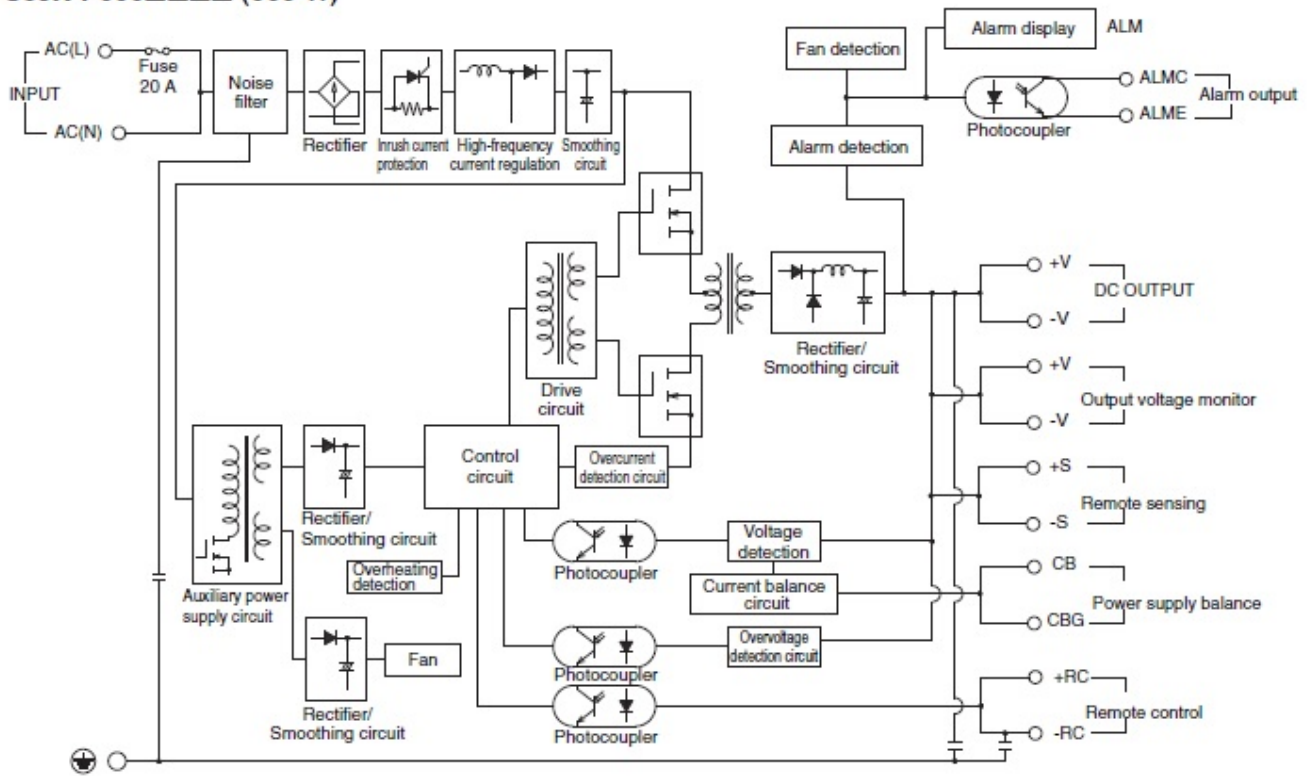 AC(L)
Fuse
20 A
INPUT
AC(N)
Noise
filter
Rectifier
Inrush current
protection
High-frequency
current regulation
Smoothing
circuit
Fan detection
Alarm display
ALM
ALMC
ALME
Alarm output
Photocoupler
Alarm detection
Drive
circuit
Rectifier/
Smoothing circuit
+V
DC OUTPUT
-V
+V
Output voltage monitor
-V
+S
Remote sensing
-S
CB
Power supply balance
CBG
+RC
Remote control
-RC
Control
circuit
Overcurrent
detection circuit
Rectifier/
Smoothing circuit
Auxiliary power
supply circuit
Overheating
detection
Photocoupler
Voltage
detection
Current balance
circuit
Photocoupler
Overvoltage
detection circuit
Photocoupler
Fan
Rectifier/
Smoothing circuit